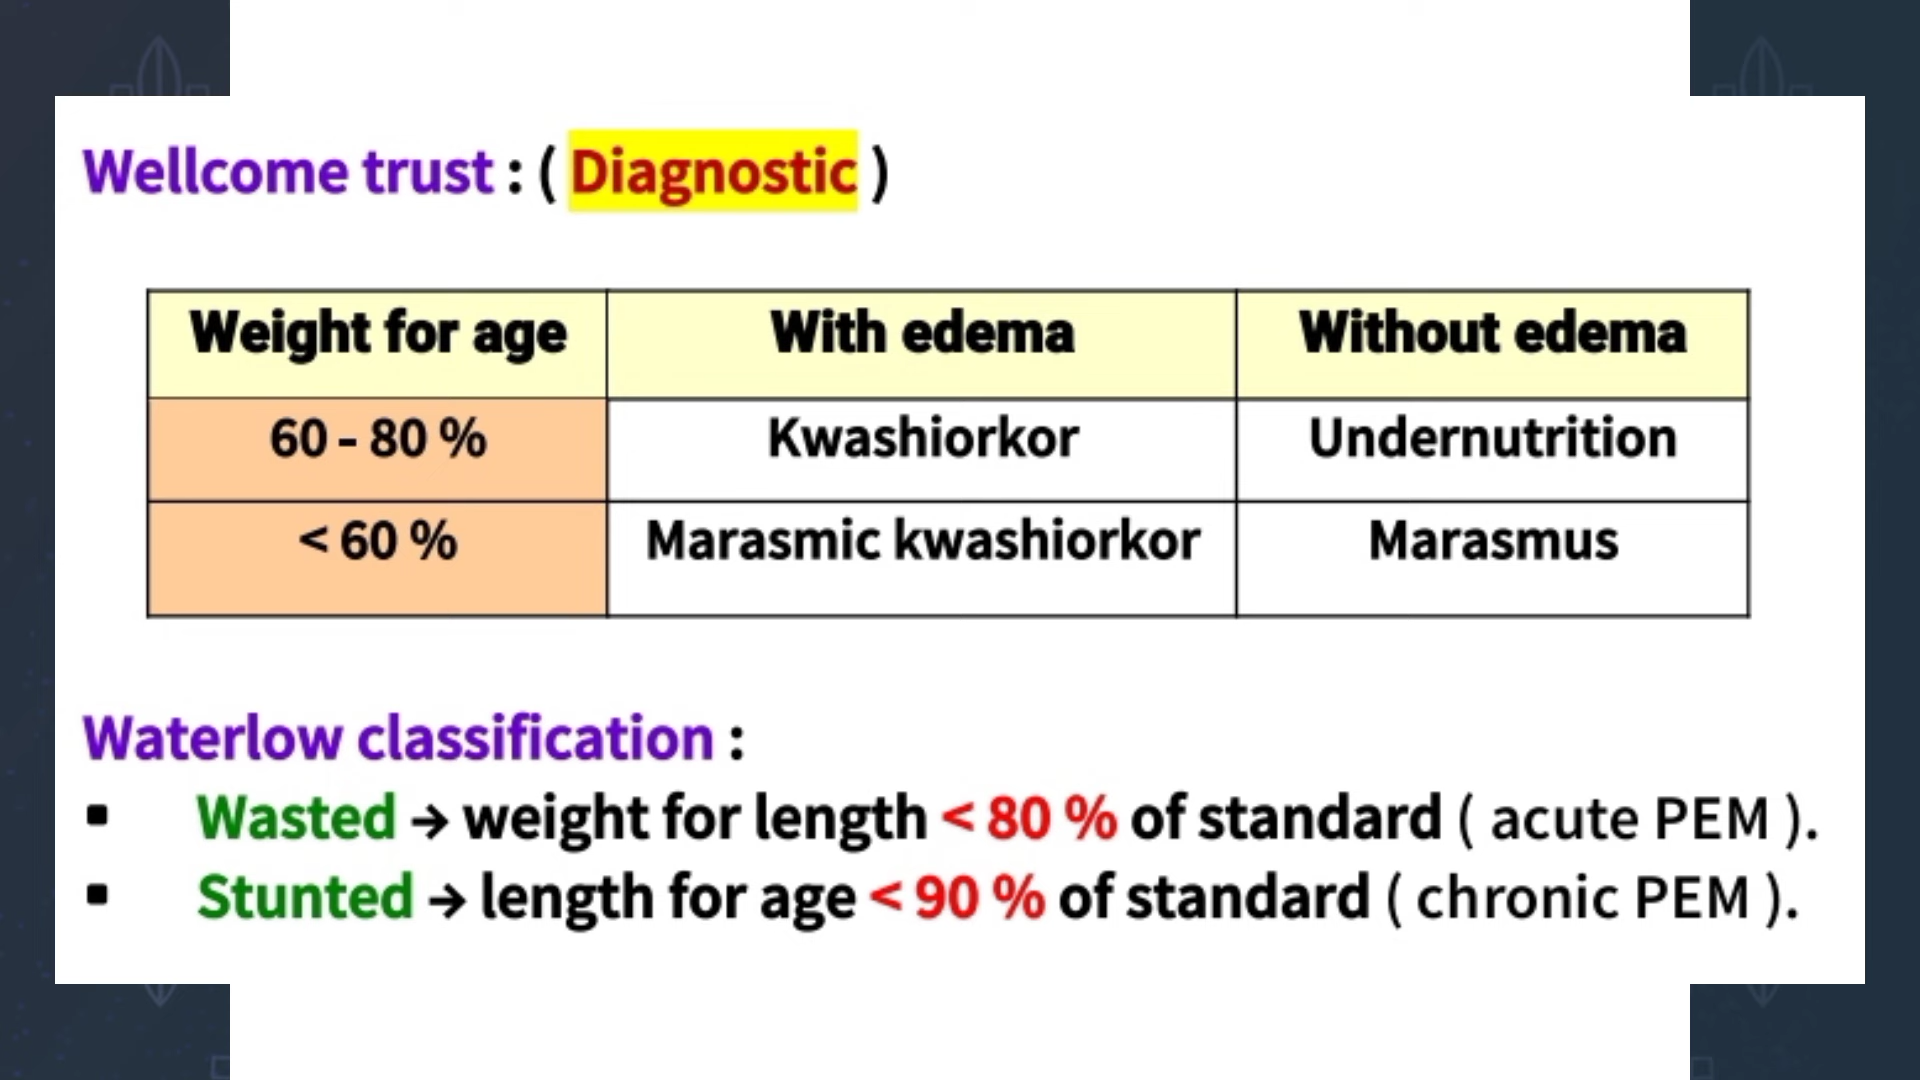 Wellcome trust : ( Diagnostic )
Weight for age With edema Without edema
60 - 80 % Kwashiorkor Undernutrition
< 60 % Marasmic kwashiorkor Marasmus
Waterlow classification :
▪ Wasted → weight for length < 80 % of standard ( acute PEM ).
▪ Stunted → length for age < 90 % of standard ( chronic PEM ).